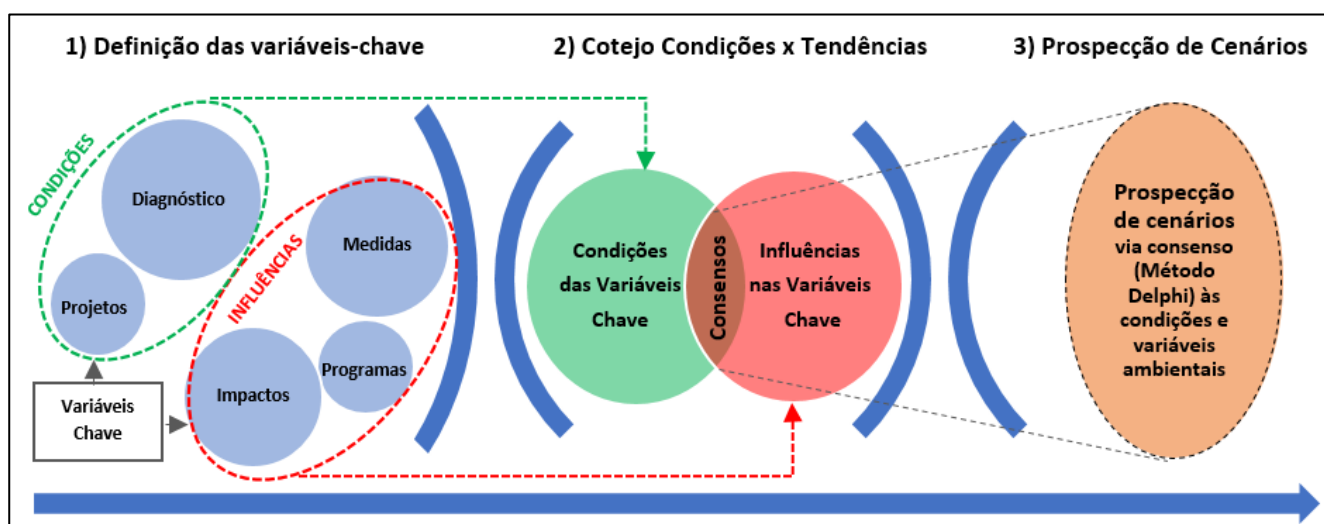 1) Definição das variáveis-chave
2) Cotejo Condições x Tendências
3) Prospecção de Cenários
CONDIÇÕES
Diagnóstico
Projetos
INFLUÊNCIAS
Medidas
Programas
Impactos
Variáveis
Chave
Condições
das Variáveis
Chave
Consensos
Influências
nas Variáveis
Chave
Prospecção
de cenários
via consenso
(Método
Delphi) às
condições e
variáveis
ambientais